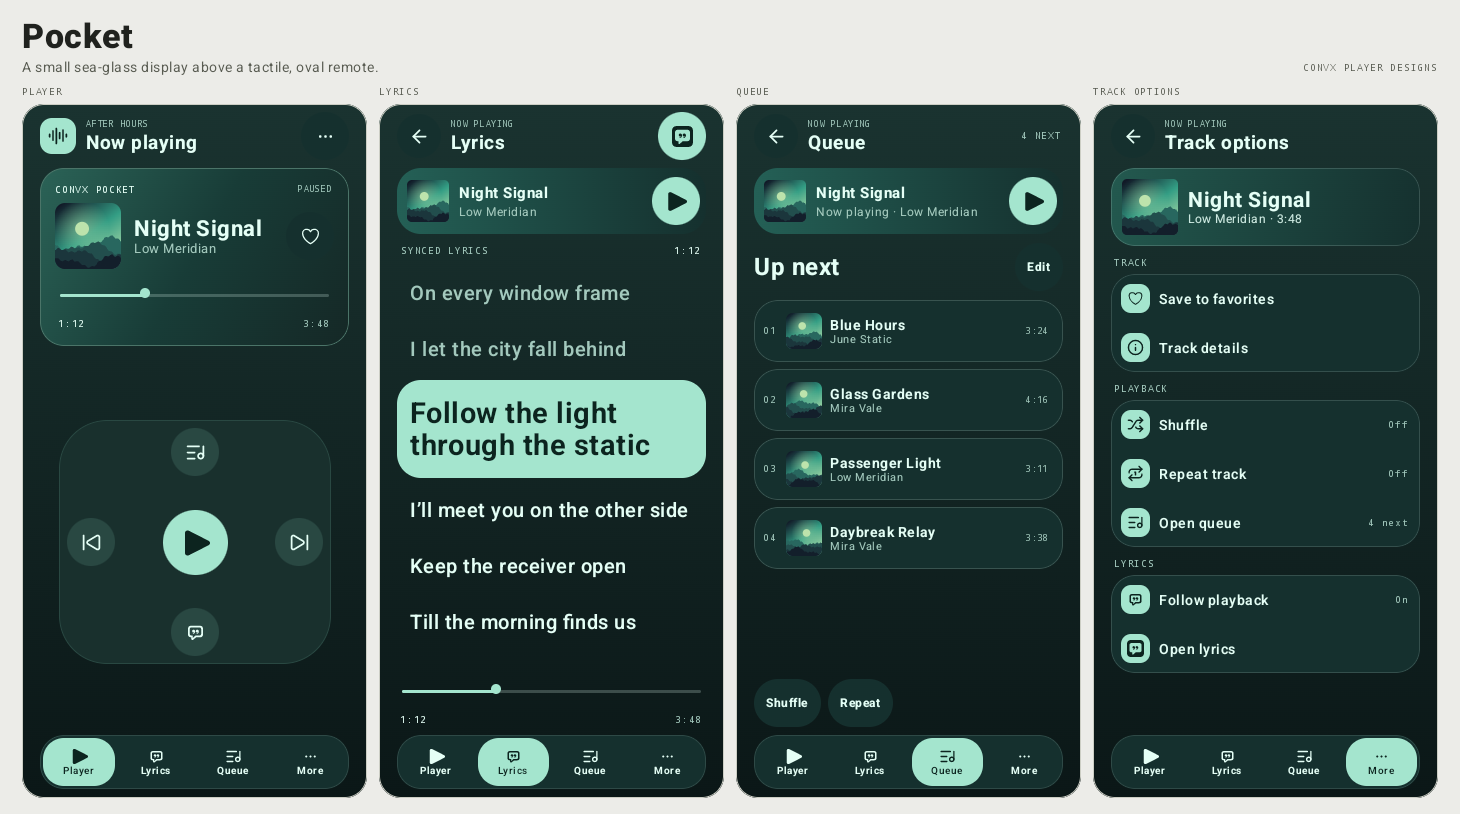 Pocket
A small sea-glass display above a tactile, oval remote.
CONVX PLAYER DESIGNS
PLAYER
AFTER HOURS
Now playing
CONVX POCKET
PAUSED
Night Signal
Low Meridian
1:12
3:48
Player
Lyrics
Queue
More
LYRICS
NOW PLAYING
Lyrics
Night Signal
Low Meridian
SYNCED LYRICS
1:12
On every window frame
I let the city fall behind
Follow the light
through the static
I’ll meet you on the other side
Keep the receiver open
Till the morning finds us
1:12
3:48
Player
Lyrics
Queue
More
QUEUE
NOW PLAYING
Queue
4 NEXT
Night Signal
Now playing · Low Meridian
Up next
Edit
01
Blue Hours
June Static
3:24
02
Glass Gardens
Mira Vale
4:16
03
Passenger Light
Low Meridian
3:11
04
Daybreak Relay
Mira Vale
3:38
Shuffle
Repeat
Player
Lyrics
Queue
More
TRACK OPTIONS
NOW PLAYING
Track options
Night Signal
Low Meridian · 3:48
TRACK
Save to favorites
Track details
PLAYBACK
Shuffle
Off
Repeat track
Off
Open queue
4 next
LYRICS
Follow playback
On
Open lyrics
Player
Lyrics
Queue
More